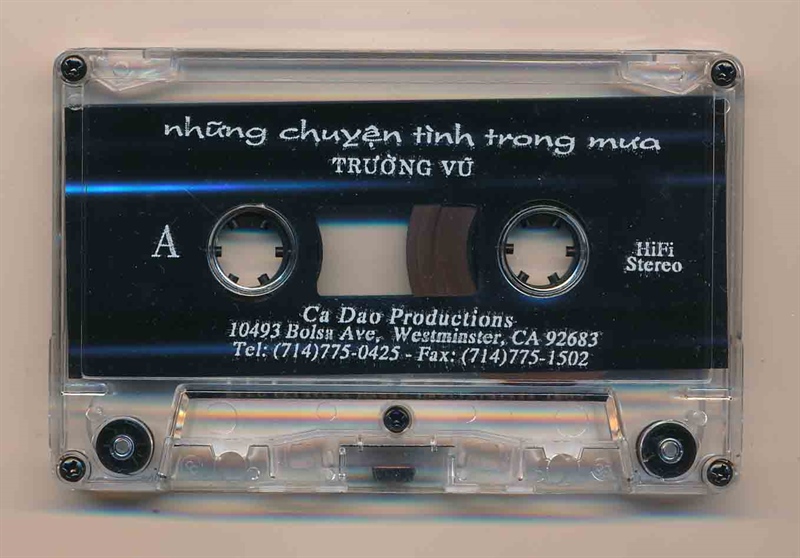 những chuyện tình trong mưa
TRƯỜNG VŨ
A
HiFi
Stereo
Ca Dao Productions
10493 Bolsa Ave, Westminster, CA 92683
Tel: (714)775-0425 - Fax: (714)775-1502